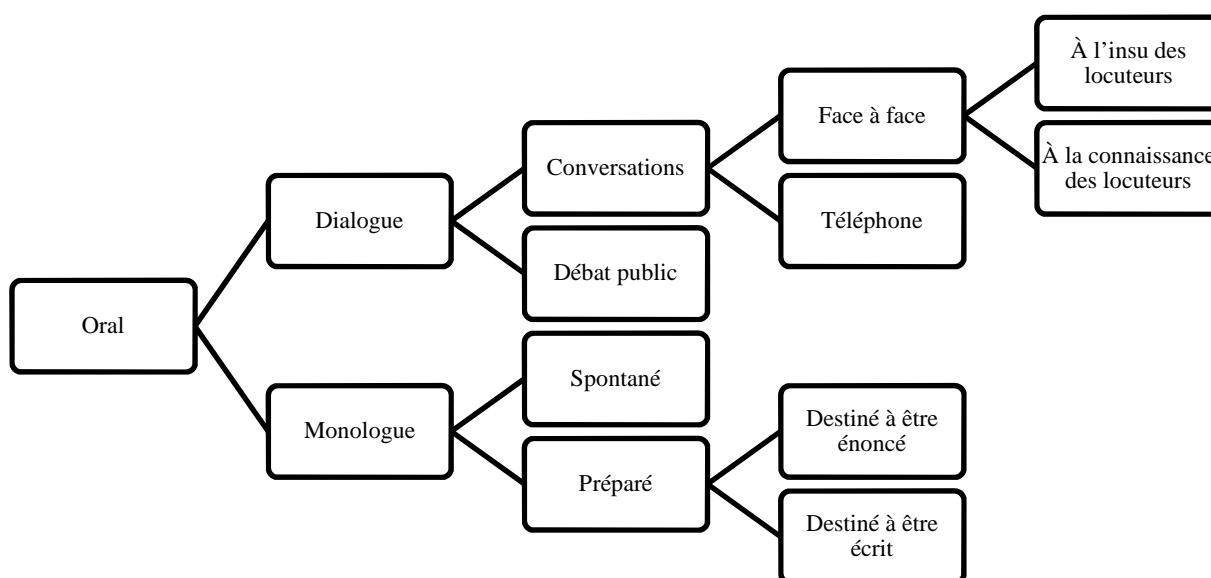 À l’insu des
locuteurs
Face à face
À la connaissance
des locuteurs
Conversations
Dialogue
Téléphone
Débat public
Oral
Spontané
Monologue
Destiné à être
énoncé
Préparé
Destiné à être
écrit